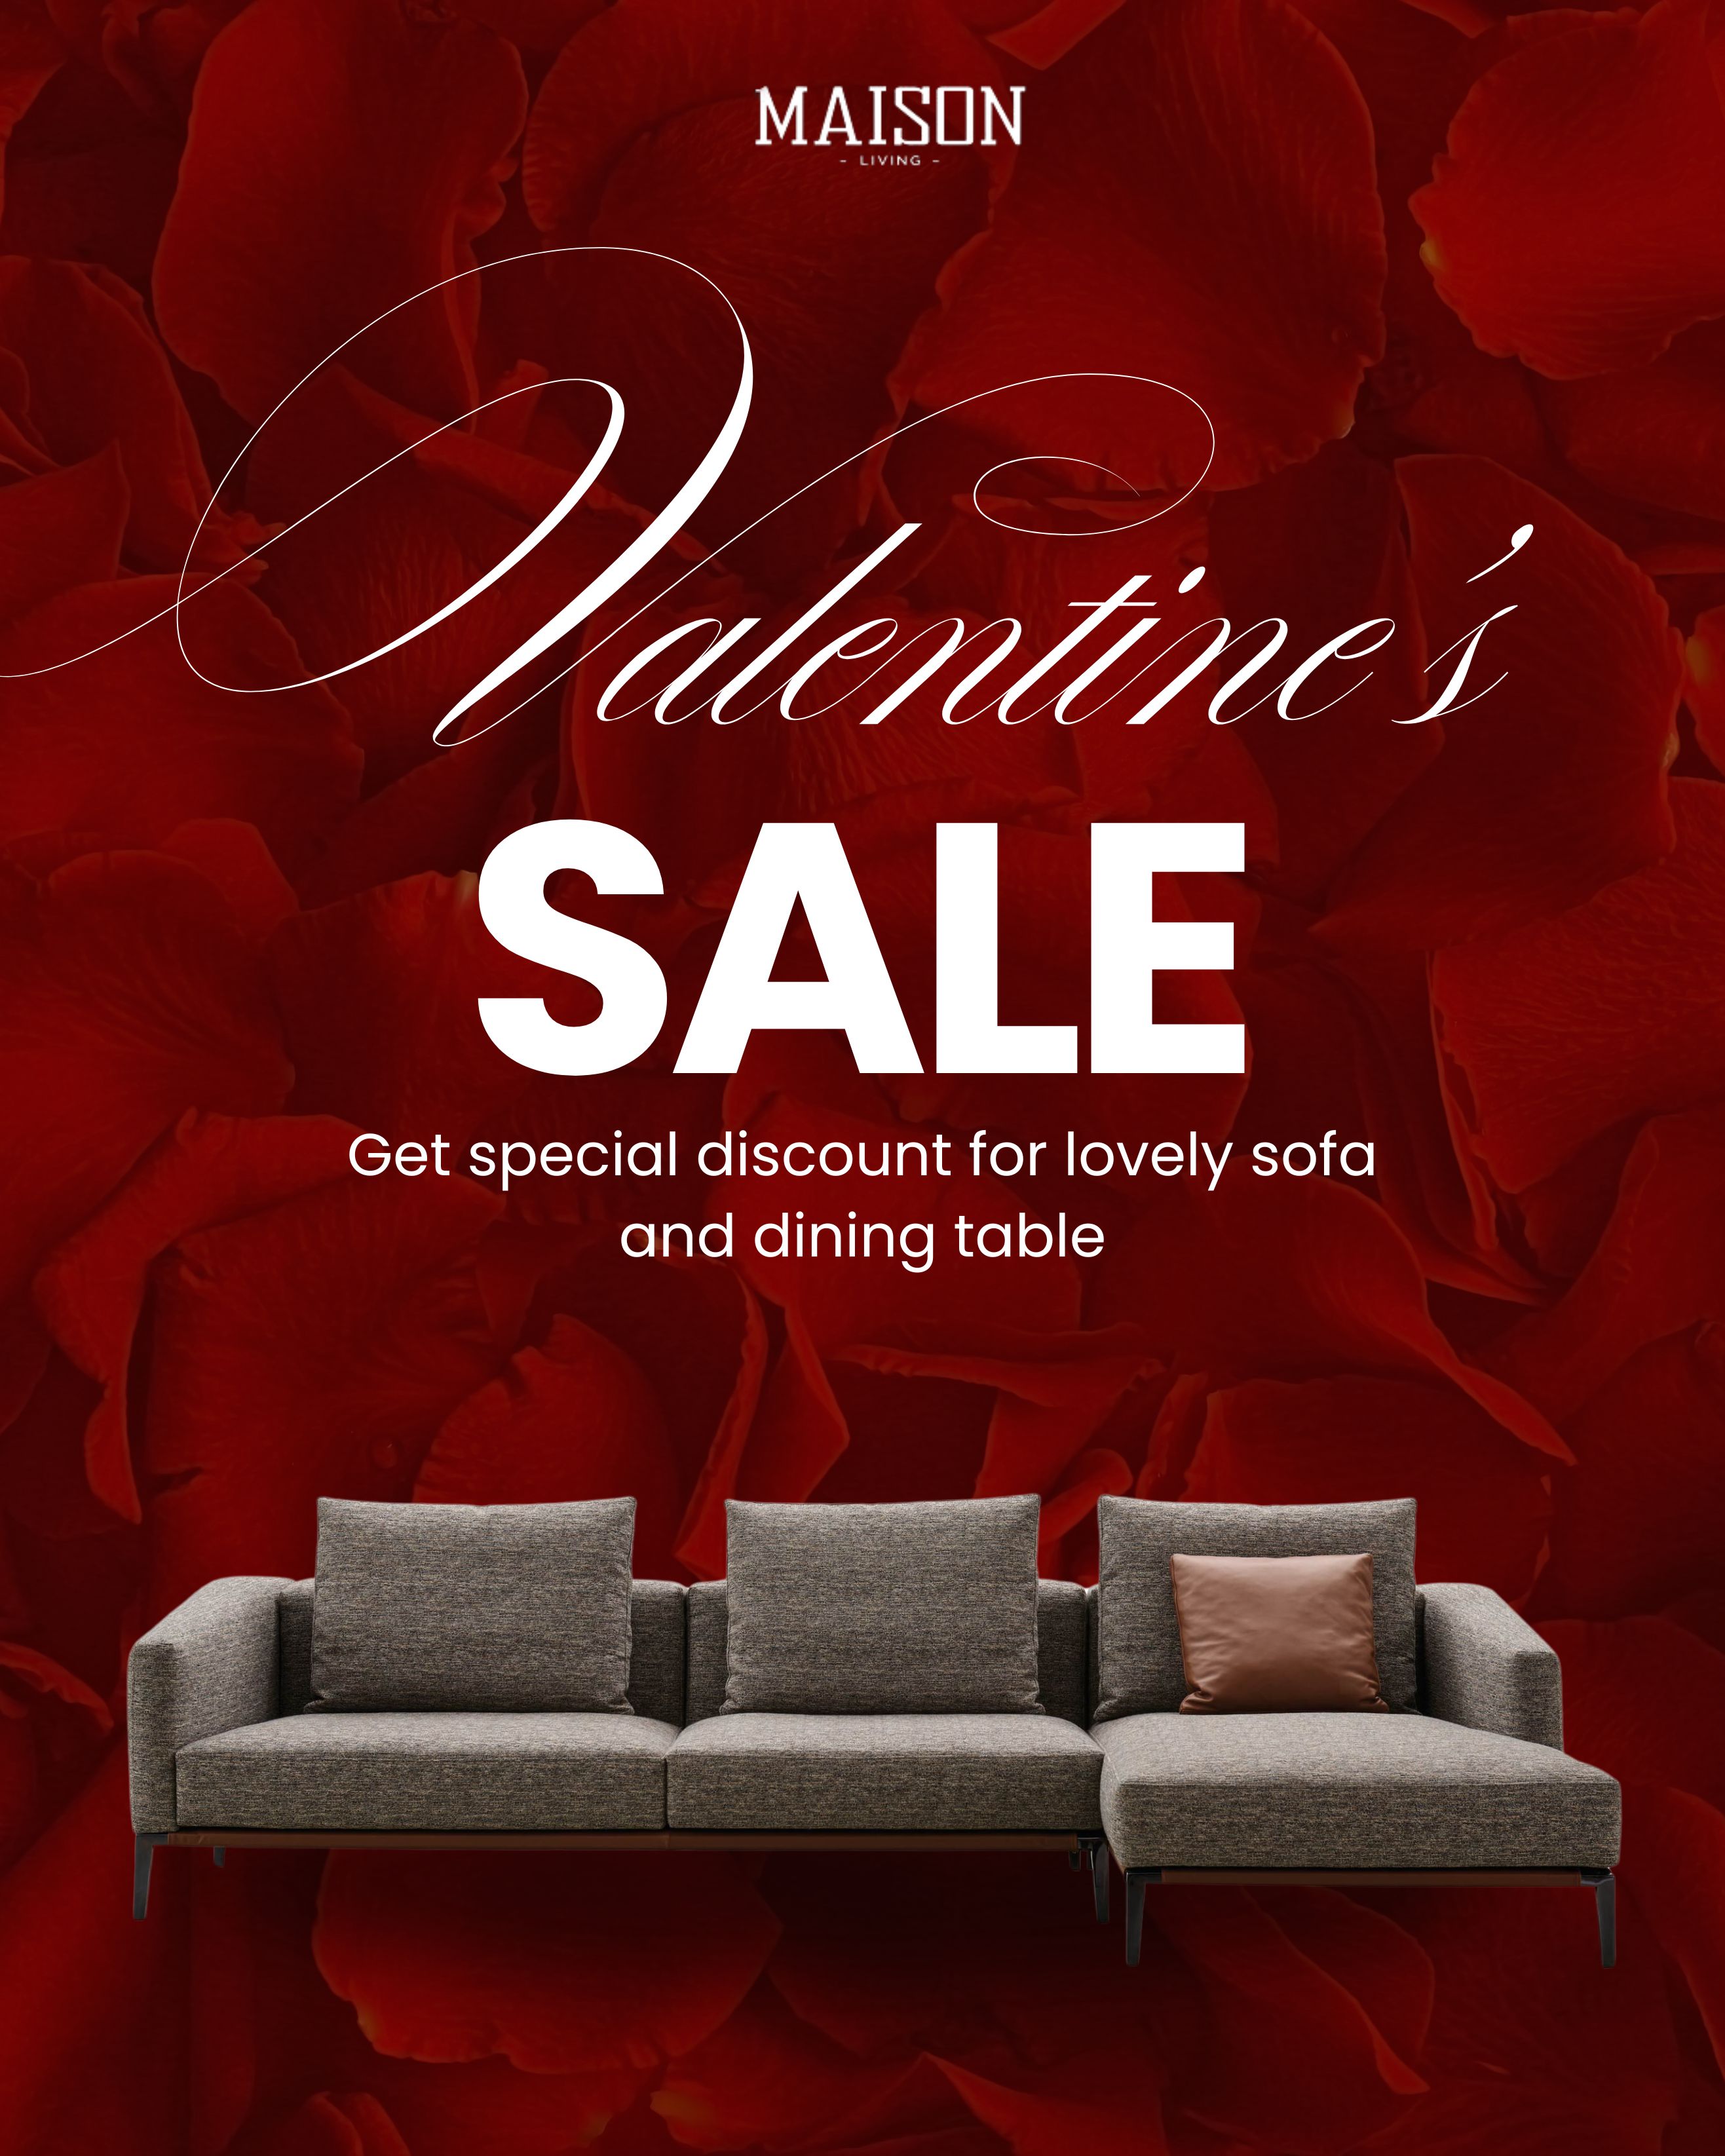 MAISON
- LIVING -
Valentine's
SALE
Get special discount for lovely sofa
and dining table